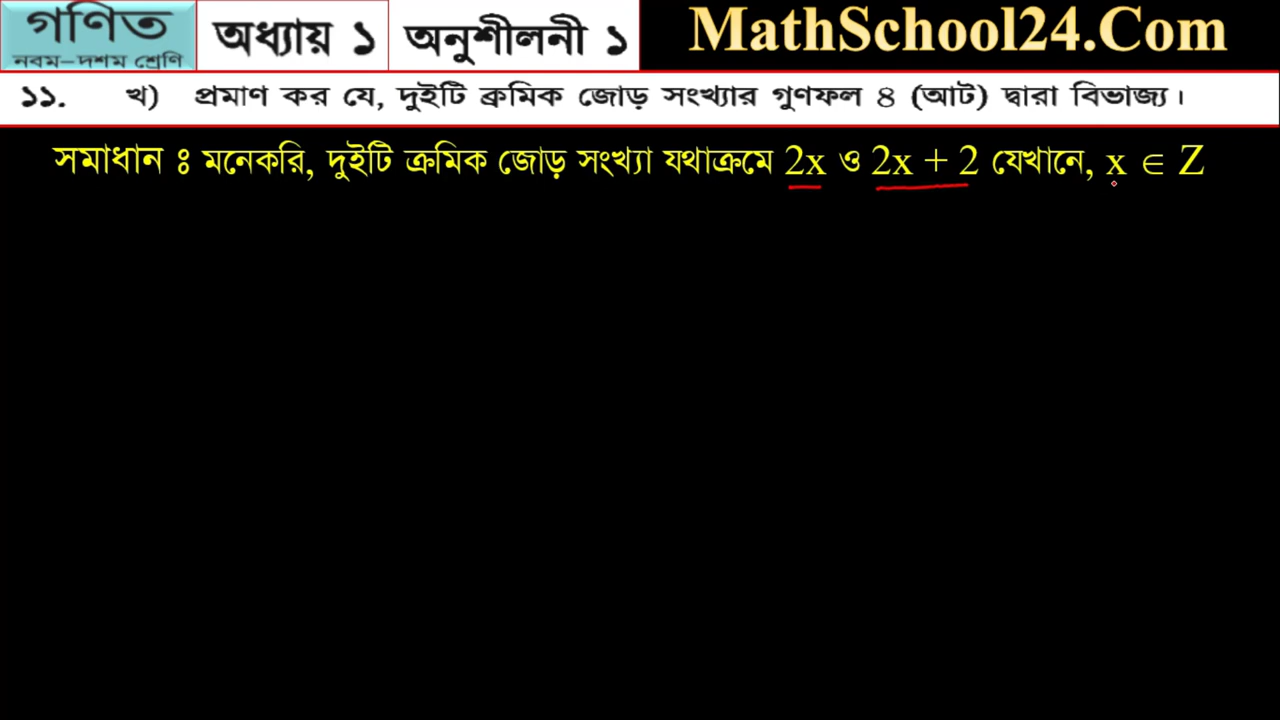 গণিত
নবম-দশম শ্রেণি
অধ্যায় ১
অনুশীলনী ১
MathSchool24.Com
১১. খ) প্রমাণ কর যে, দুইটি ক্রমিক জোড় সংখ্যার গুণফল 8 (আট) দ্বারা বিভাজ্য।
সমাধান ঃ মনেকরি, দুইটি ক্রমিক জোড় সংখ্যা যথাক্রমে 2x ও 2x + 2 যেখানে, x ∈ Z